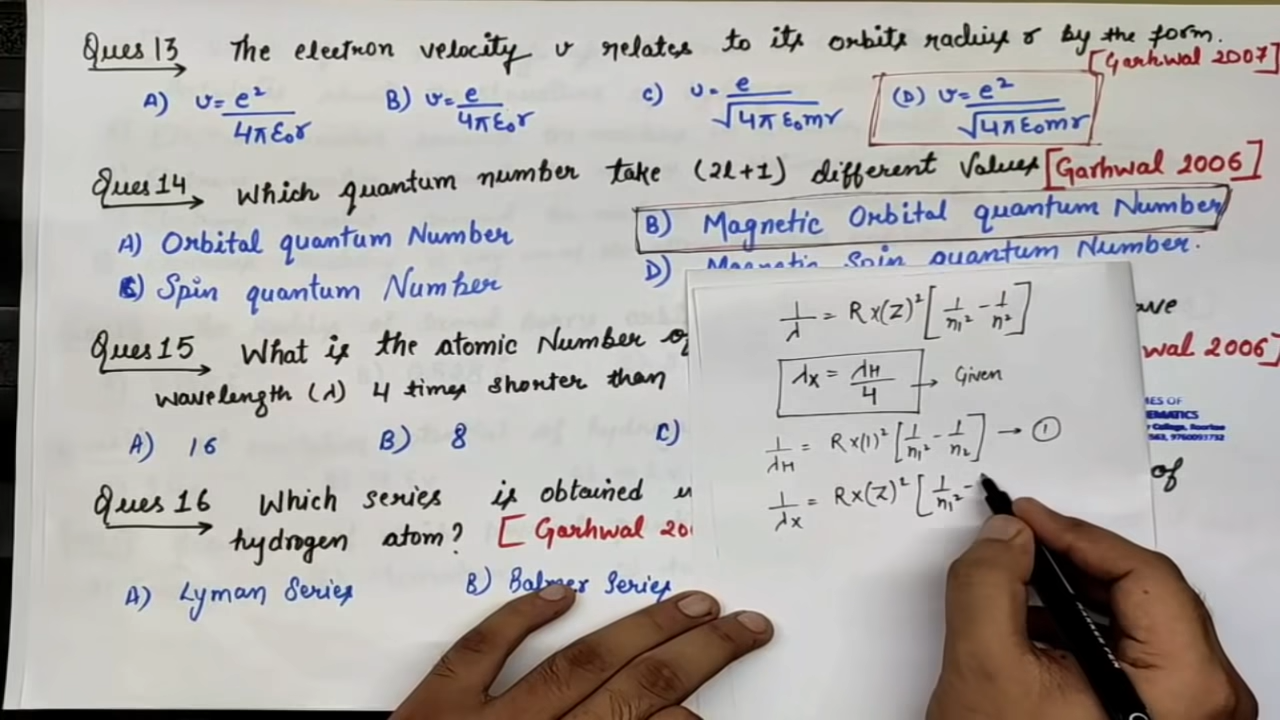 Ques 13 The electron velocity v relates to its orbits radius r by the form.
[Garhwal 2007]
A) v = e² / 4πε₀r B) v = e / 4πε₀r C) v = e / √4πε₀mr (D) v = e² / √4πε₀mr
Ques 14 Which quantum number take (2l+1) different Values [Garhwal 2006]
A) Orbital quantum Number B) Magnetic Orbital quantum Number
C) Spin quantum Number D) Magnetic Spin quantum Number.
Ques 15 What is the atomic Number of
wal 2006]
wavelength (λ) 4 times shorter than
A) 16 B) 8 C)
Ques 16 Which series is obtained of
hydrogen atom? [Garhwal
A) Lyman Series B) Balmer Series
1/λ = R×(Z)² [1/n₁² - 1/n²]
λx = λH/4 → Given
1/λH = R×(1)² [1/n₁² - 1/n₂] → ①
1/λx = R×(Z)² [1/n₁² -